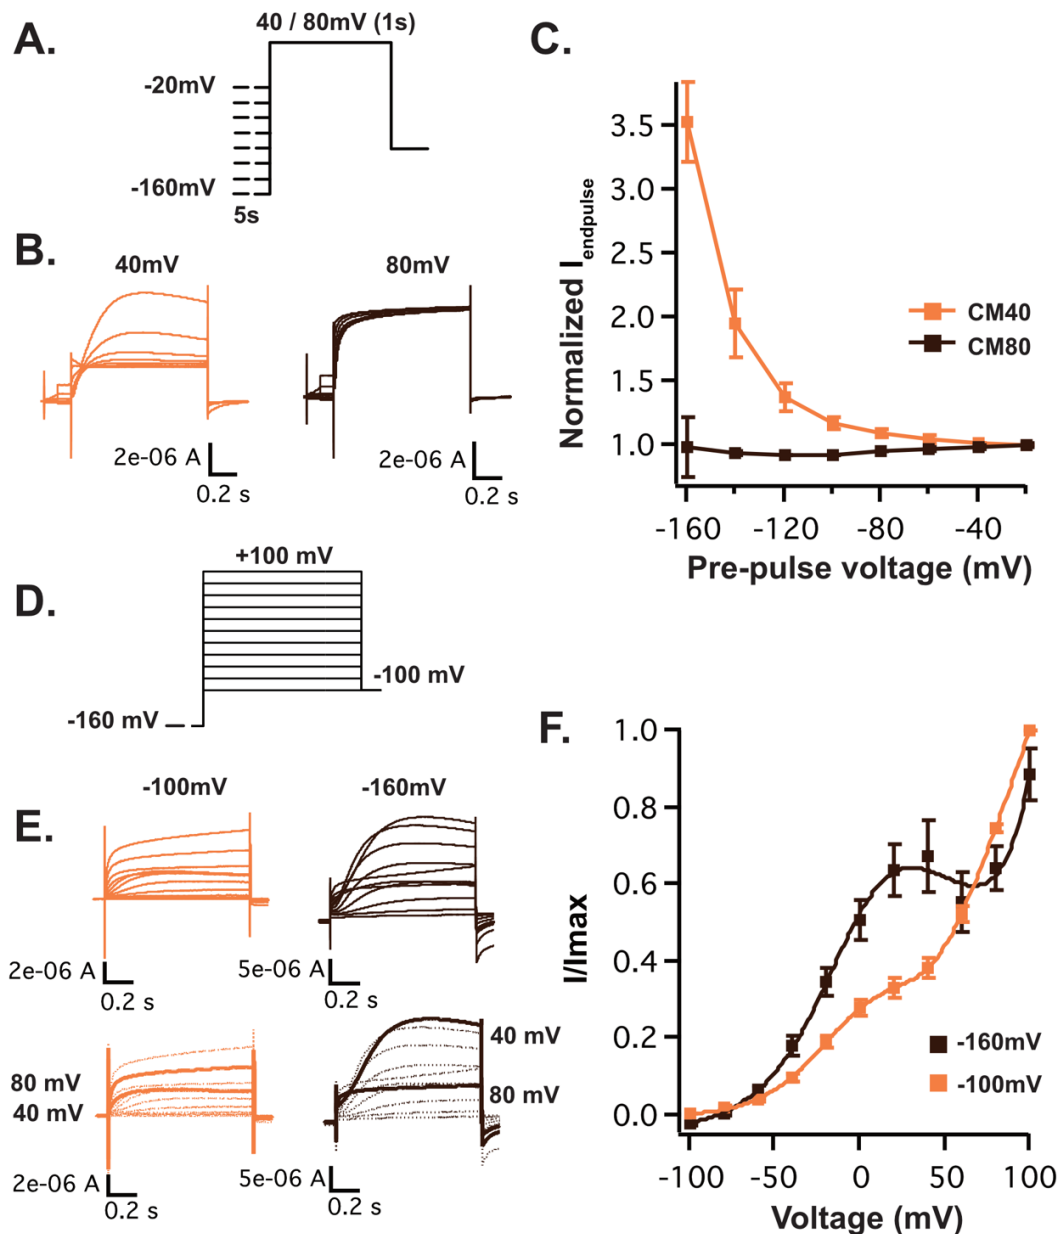 A.
40 / 80mV (1s)
-20mV
-160mV
5s
B.
40mV
80mV
2e-06 A
0.2 s
2e-06 A
0.2 s
C.
Normalized Iendpulse
3.5
3.0
2.5
2.0
1.5
1.0
CM40
CM80
-160
-120
-80
-40
Pre-pulse voltage (mV)
D.
+100 mV
-100 mV
-160 mV
E.
-100mV
-160mV
2e-06 A
0.2 s
5e-06 A
0.2 s
80 mV
40 mV
40 mV
80 mV
2e-06 A
0.2 s
5e-06 A
0.2 s
F.
I/Imax
1.0
0.8
0.6
0.4
0.2
0.0
-160mV
-100mV
-100
-50
0
50
100
Voltage (mV)